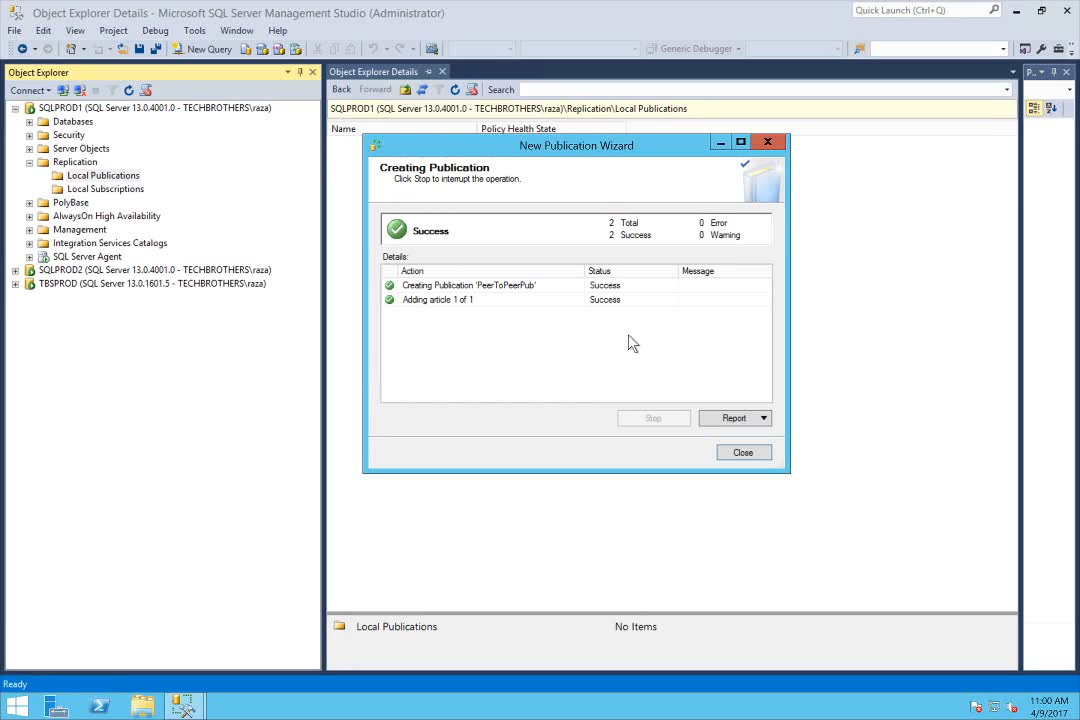 Object Explorer Details - Microsoft SQL Server Management Studio (Administrator)
Quick Launch (Ctrl+Q)
File Edit View Project Debug Tools Window Help
New Query
Generic Debugger
Object Explorer
Connect
SQLPROD1 (SQL Server 13.0.4001.0 - TECHBROTHERS\raza)
Databases
Security
Server Objects
Replication
Local Publications
Local Subscriptions
PolyBase
AlwaysOn High Availability
Management
Integration Services Catalogs
SQL Server Agent
SQLPROD2 (SQL Server 13.0.4001.0 - TECHBROTHERS\raza)
TBSPROD (SQL Server 13.0.1601.5 - TECHBROTHERS\raza)
Object Explorer Details
Back Forward Search
SQLPROD1 (SQL Server 13.0.4001.0 - TECHBROTHERS\raza)\Replication\Local Publications
Name Policy Health State
New Publication Wizard
Creating Publication
Click Stop to interrupt the operation.
Success
2 Total 0 Error
2 Success 0 Warning
Details:
Action Status Message
Creating Publication 'PeerToPeerPub' Success
Adding article 1 of 1 Success
Stop Report
Close
Local Publications No Items
P..
Ready
11:00 AM
4/9/2017